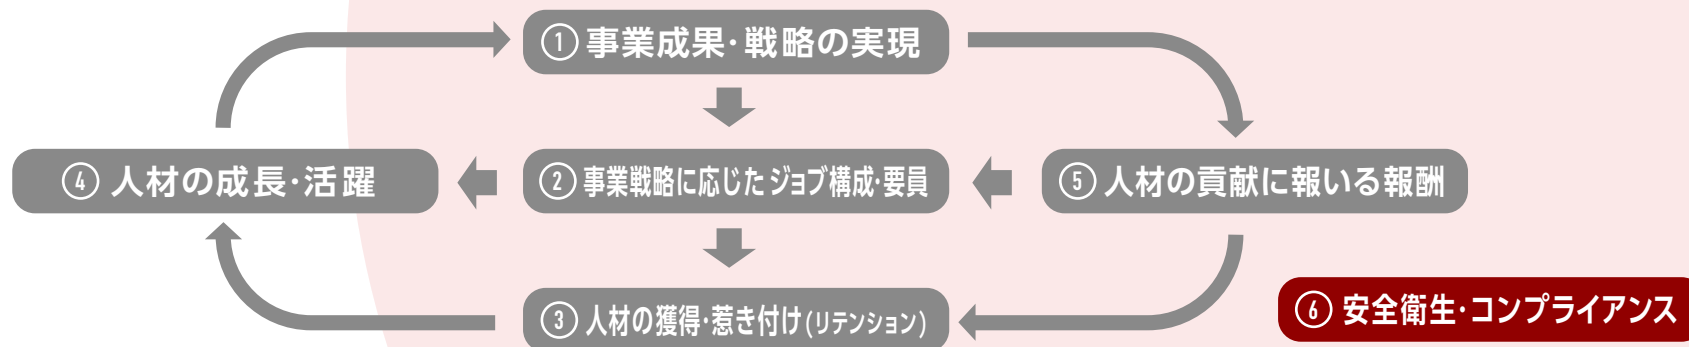 ① 事業成果・戦略の実現
④ 人材の成長・活躍
② 事業戦略に応じた ジョブ構成・要員
⑤ 人材の貢献に報いる報酬
③ 人材の獲得・惹き付け(リテンション)
⑥ 安全衛生・コンプライアンス